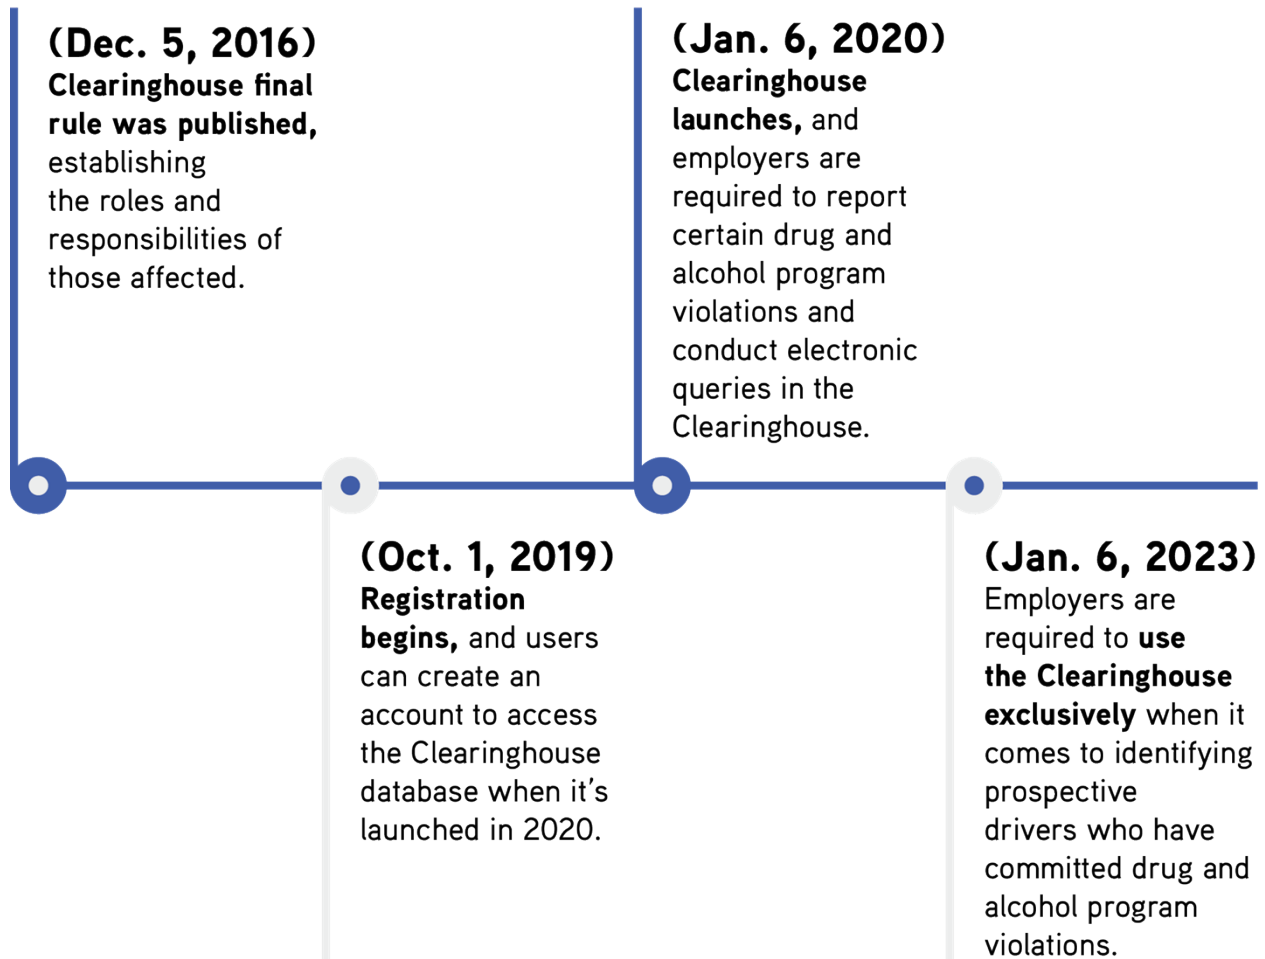 (Dec. 5, 2016)
Clearinghouse final
rule was published,
establishing
the roles and
responsibilities of
those affected.
(Oct. 1, 2019)
Registration
begins, and users
can create an
account to access
the Clearinghouse
database when it's
launched in 2020.
(Jan. 6, 2020)
Clearinghouse
launches, and
employers are
required to report
certain drug and
alcohol program
violations and
conduct electronic
queries in the
Clearinghouse.
(Jan. 6, 2023)
Employers are
required to use
the Clearinghouse
exclusively when it
comes to identifying
prospective
drivers who have
committed drug and
alcohol program
violations.